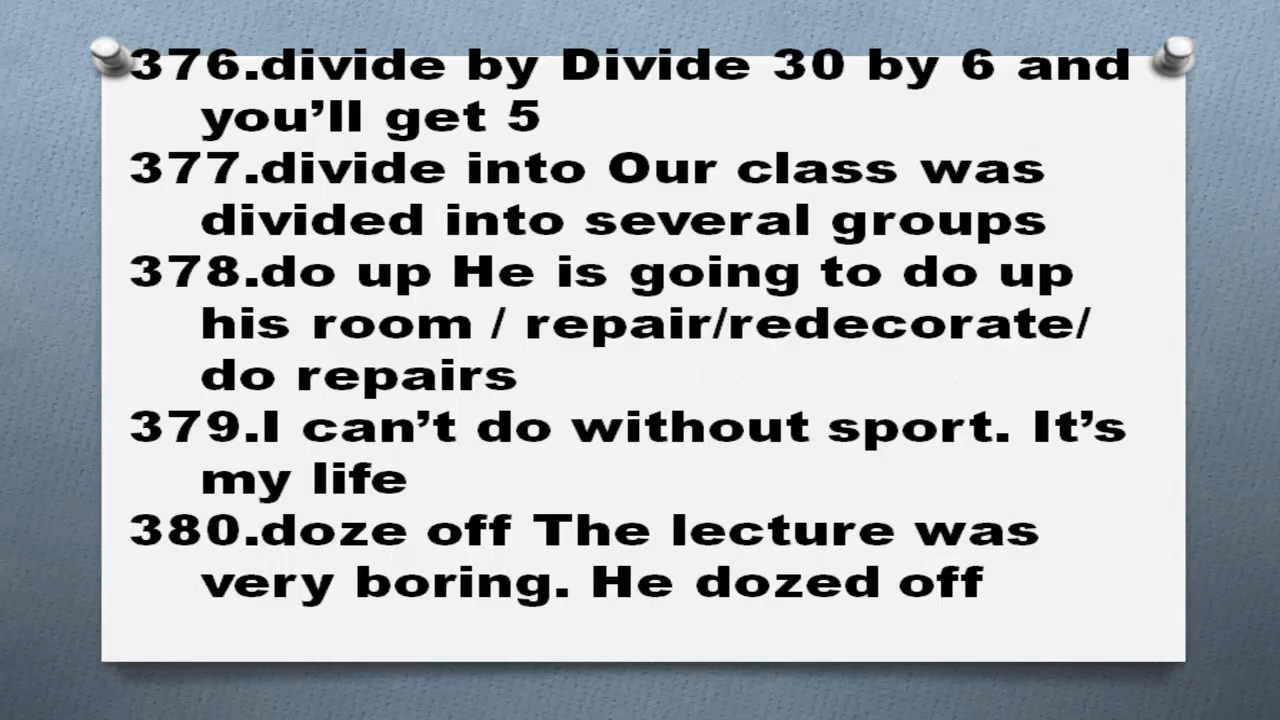 376.divide by Divide 30 by 6 and
you’ll get 5
377.divide into Our class was
divided into several groups
378.do up He is going to do up
his room / repair/redecorate/
do repairs
379.I can’t do without sport. It’s
my life
380.doze off The lecture was
very boring. He dozed off